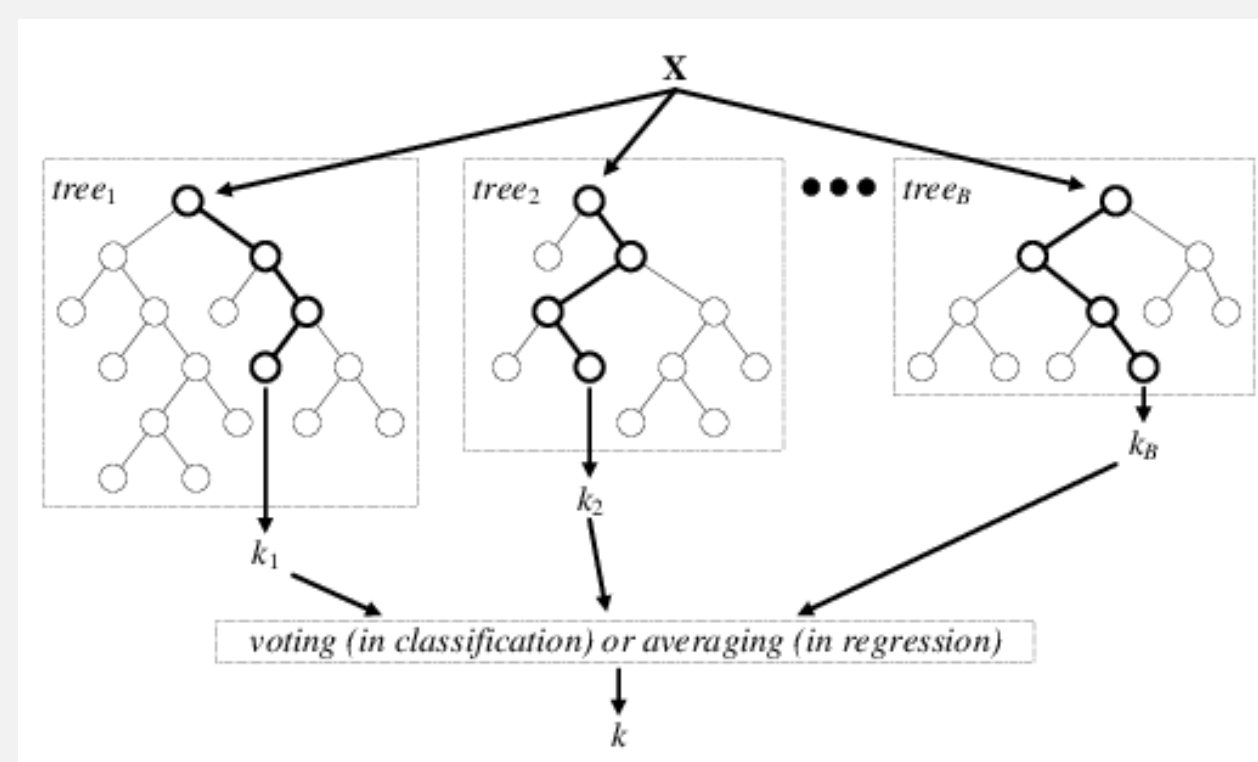 X
tree₁
tree₂
tree_B
k_B
k₂
k₁
voting (in classification) or averaging (in regression)
k